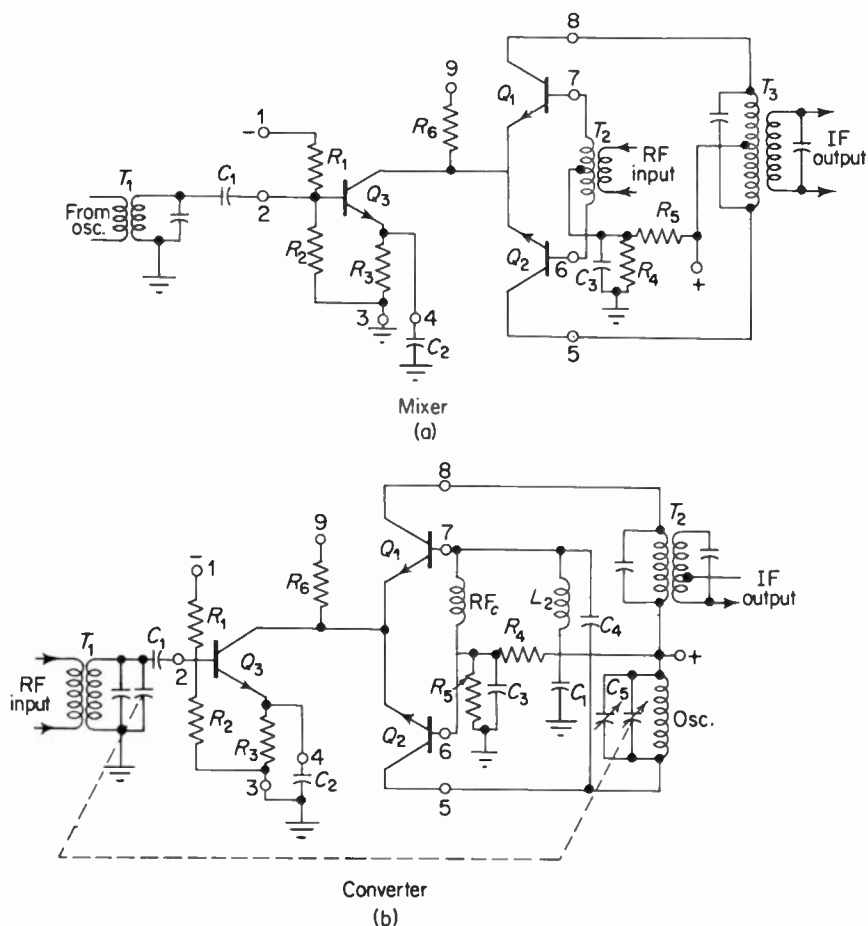 8
9
7
Q1
T3
1
−
R6
T2
IF
output
R1
RF
input
T1
C1
Q3
From
osc.
2
R5
R2
R3
Q2
6
C3
R4
+
3
4
C2
5
Mixer
(a)
8
9
7
T2
−
1
Q1
R6
RFc
L2
C4
IF
output
R1
T1
C1
2
Q3
R4
+
RF
input
R5
C3
C1
C5
Osc.
R2
R3
Q2
6
4
3
C2
5
Converter
(b)